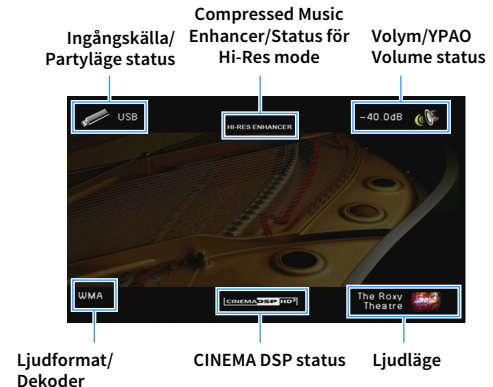 Compressed Music
Enhancer/Status för
Hi-Res mode
Ingångskälla/
Partyläge status
Volym/YPAO
Volume status
USB
HI-RES ENHANCER
-40.0dB
WMA
CINEMA DSP HD³
The Roxy
Theatre
Ljudformat/
Dekoder
CINEMA DSP status
Ljudläge